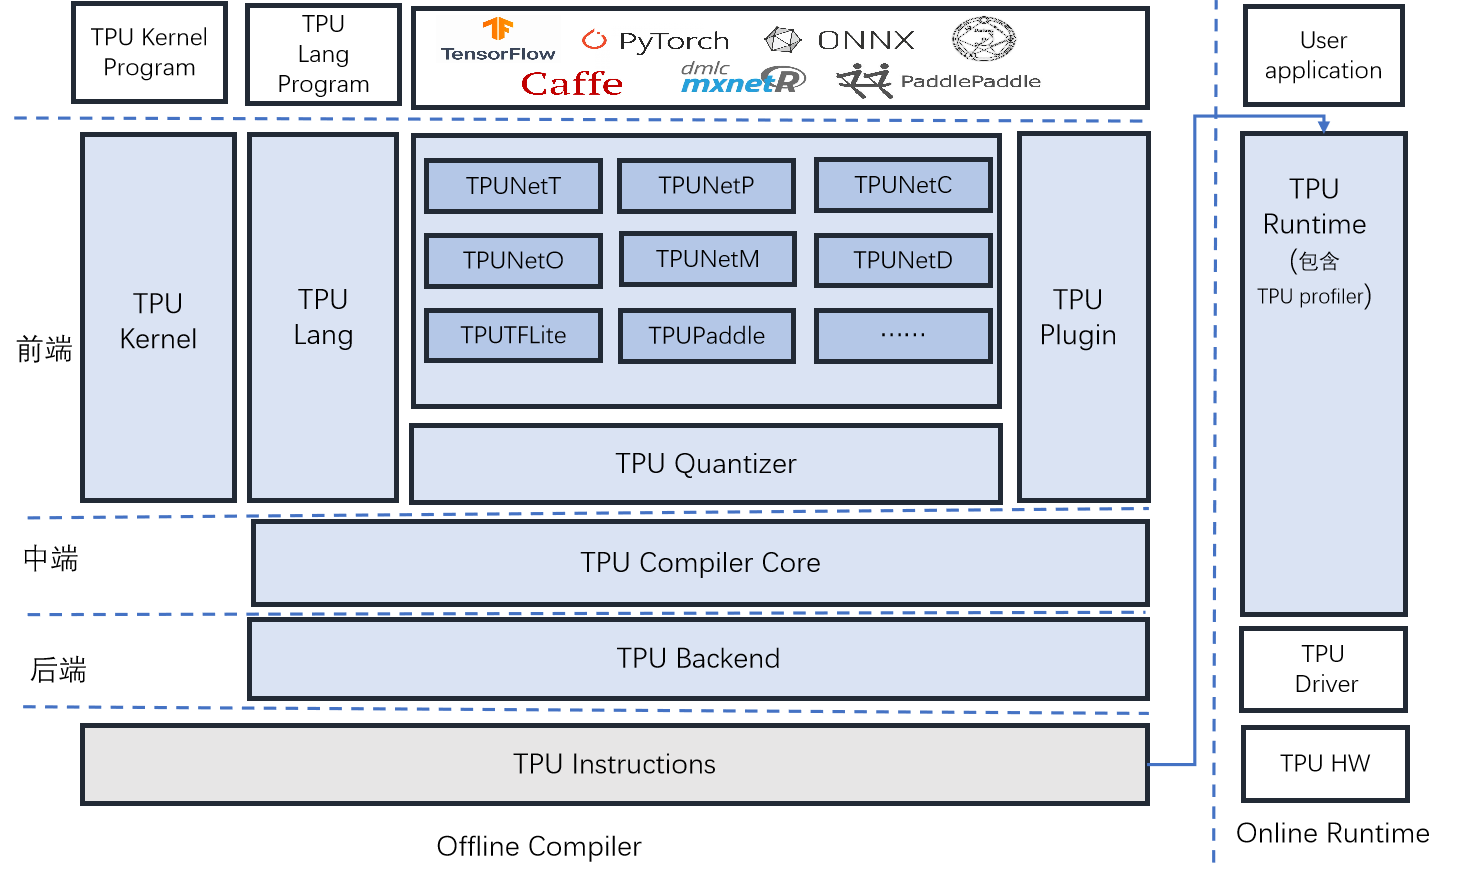 TPU Kernel
Program
TPU
Lang
Program
TensorFlow
PyTorch
ONNX
Caffe
dmlc
mxnet
R
PaddlePaddle
User
application
前端
TPU
Kernel
TPU
Lang
TPUNetT
TPUNetP
TPUNetC
TPUNetO
TPUNetM
TPUNetD
TPUTFLite
TPUPaddle
……
TPU Quantizer
TPU
Plugin
TPU
Runtime
(包含
TPU profiler)
中端
TPU Compiler Core
后端
TPU Backend
TPU
Driver
TPU Instructions
TPU HW
Offline Compiler
Online Runtime